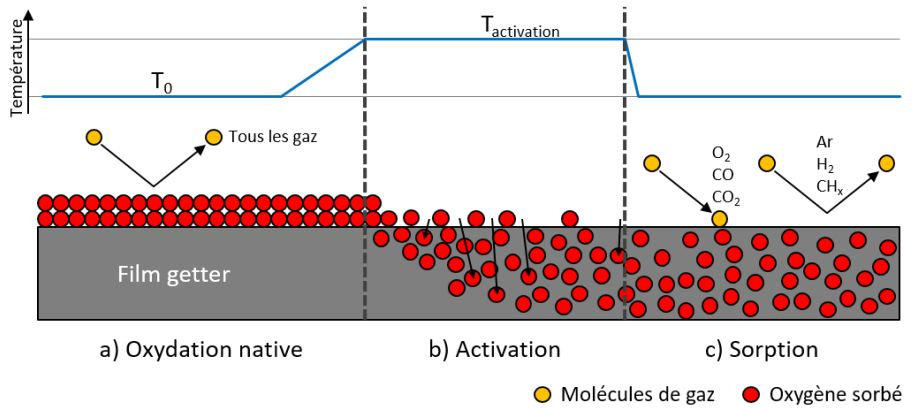 Température
T0
Tactivation
Tous les gaz
O2
CO
CO2
Ar
H2
CHx
Film getter
a) Oxydation native
b) Activation
c) Sorption
Molécules de gaz
Oxygène sorbé